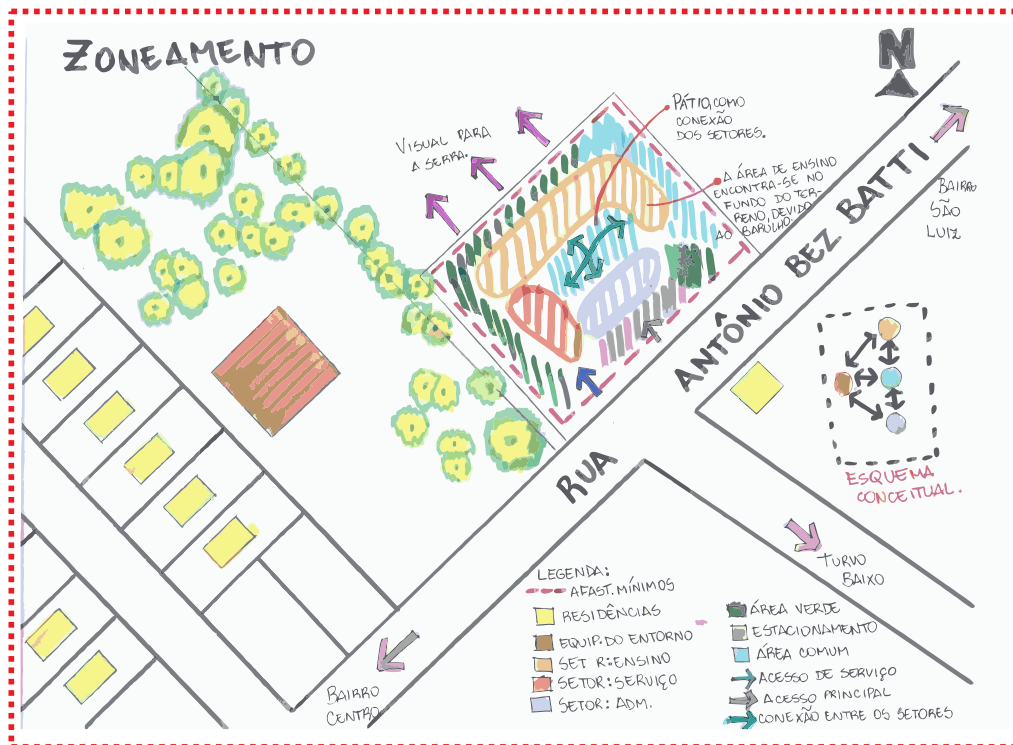 ZONEAMENTO
N
VISUAL PARA
A SERRA.
PÁTIO, COMO
CONEXÃO
DOS SETORES.
A ÁREA DE ENSINO
ENCONTRA-SE NO
FUNDO DO TER-
RENO, DEVIDO
AO BARULHO.
BAIRRO
SÃO
LUIZ
RUA ANTÔNIO BEZ BATTI
ESQUEMA
CONCEITUAL.
TURVO
BAIXO
BAIRRO
CENTRO
LEGENDA:
AFAST. MÍNIMOS
RESIDÊNCIAS
EQUIP. DO ENTORNO
SET R: ENSINO
SETOR: SERVIÇO
SETOR: ADM.
ÁREA VERDE
ESTACIONAMENTO
ÁREA COMUM
ACESSO DE SERVIÇO
ACESSO PRINCIPAL
CONEXÃO ENTRE OS SETORES